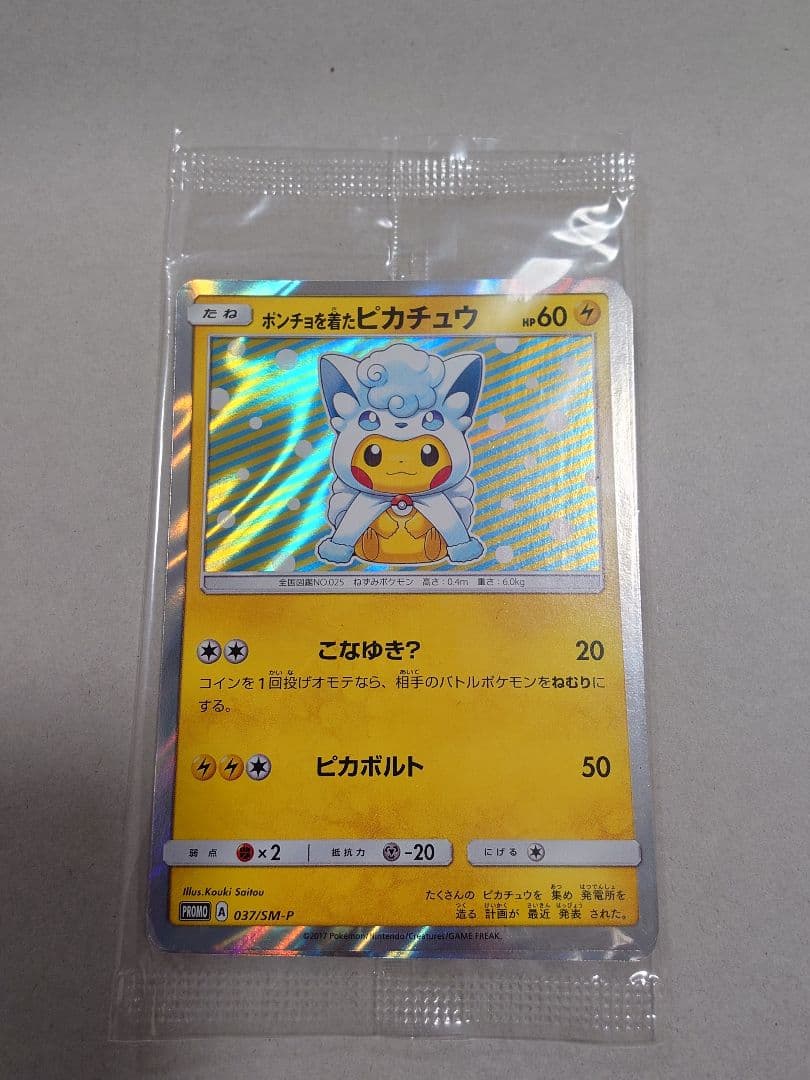 たね ポンチョを着たピカチュウ HP60
全国図鑑NO.025 ねずみポケモン 高さ:0.4m 重さ:6.0kg
こなゆき? 20
コインを1回投げオモテなら、相手のバトルポケモンをねむりに
する。
ピカボルト 50
弱点 ×2 抵抗力 -20 にげる
Illus.Kouki Saitou
たくさんの ピカチュウを 集め 発電所を
造る 計画が 最近 発表 された。
PROMO A 037/SM-P
©2017 Pokémon/Nintendo/Creatures/GAME FREAK.